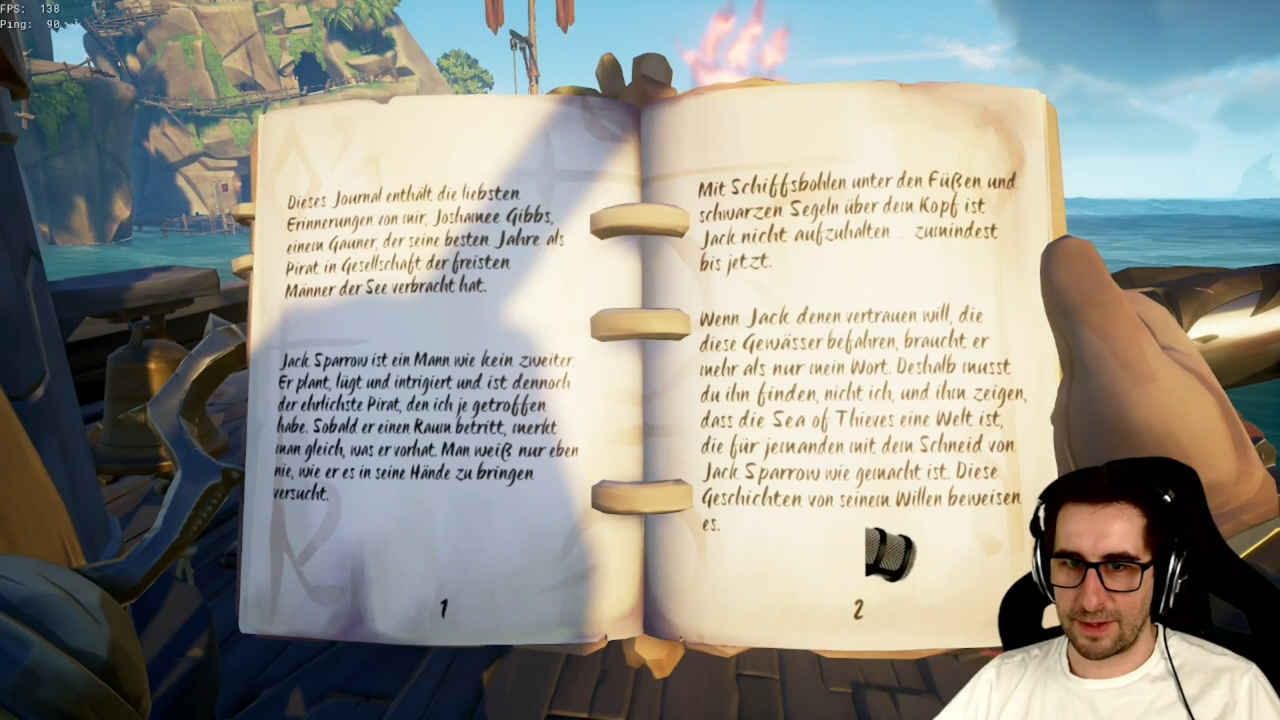 FPS: 138
Ping: 90
Dieses Journal enthält die liebsten
Erinnerungen von mir, Joshamee Gibbs,
einem Gauner, der seine besten Jahre als
Pirat in Gesellschaft der freisten
Männer der See verbracht hat.
Jack Sparrow ist ein Mann wie kein zweiter.
Er plant, lügt und intrigiert und ist dennoch
der ehrlichste Pirat, den ich je getroffen
habe. Sobald er einen Raum betritt, merkt
man gleich, was er vorhat. Man weiß nur eben
nie, wie er es in seine Hände zu bringen
versucht.
1
Mit Schiffsbohlen unter den Füßen und
schwarzen Segeln über dem Kopf ist
Jack nicht aufzuhalten ... zumindest
bis jetzt.
Wenn Jack denen vertrauen will, die
diese Gewässer befahren, braucht er
mehr als nur mein Wort. Deshalb musst
du ihn finden, nicht ich, und ihm zeigen,
dass die Sea of Thieves eine Welt ist,
die für jemanden mit dem Schneid von
Jack Sparrow wie gemacht ist. Diese
Geschichten von seinem Willen beweisen
es.
2